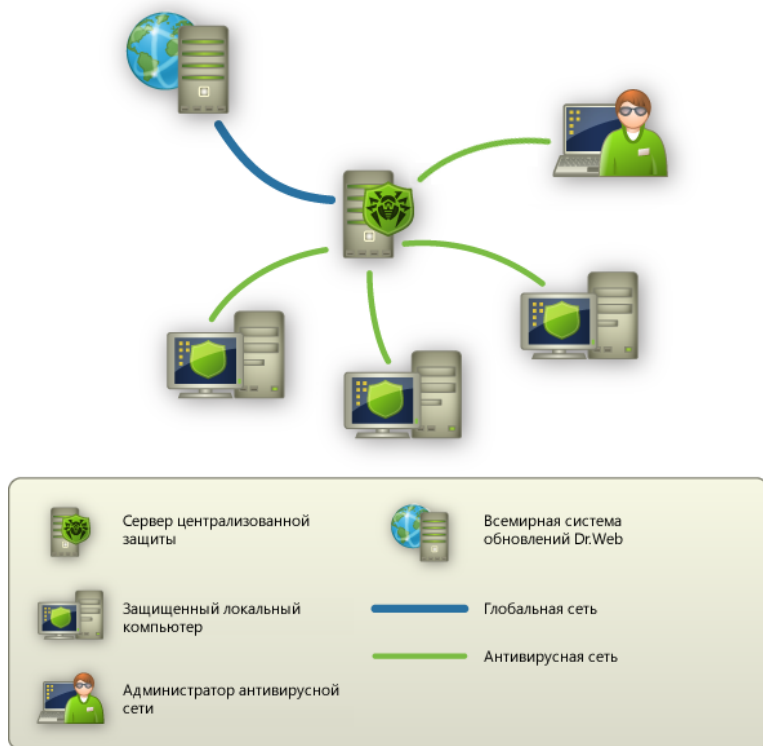 Сервер централизованной
защиты
Защищенный локальный
компьютер
Администратор антивирусной
сети
Всемирная система
обновлений Dr.Web
Глобальная сеть
Антивирусная сеть